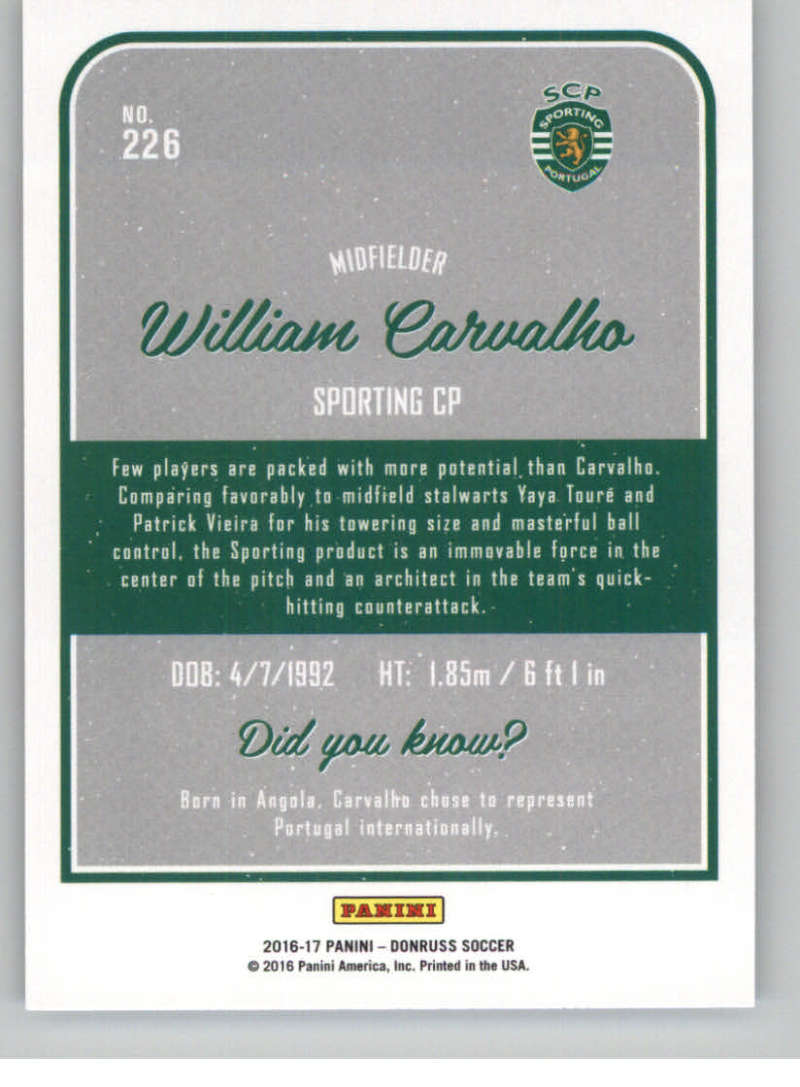 NO.
226
SCP
SPORTING
PORTUGAL
MIDFIELDER
William Carvalho
SPORTING CP
Few players are packed with more potential than Carvalho.
Comparing favorably to midfield stalwarts Yaya Touré and
Patrick Vieira for his towering size and masterful ball
control, the Sporting product is an immovable force in the
center of the pitch and an architect in the team's quick-
hitting counterattack.
DOB: 4/7/1992 HT: 1.85m / 6 ft 1 in
Did you know?
Born in Angola, Carvalho chose to represent
Portugal internationally.
PANINI
2016-17 PANINI – DONRUSS SOCCER
© 2016 Panini America, Inc. Printed in the USA.